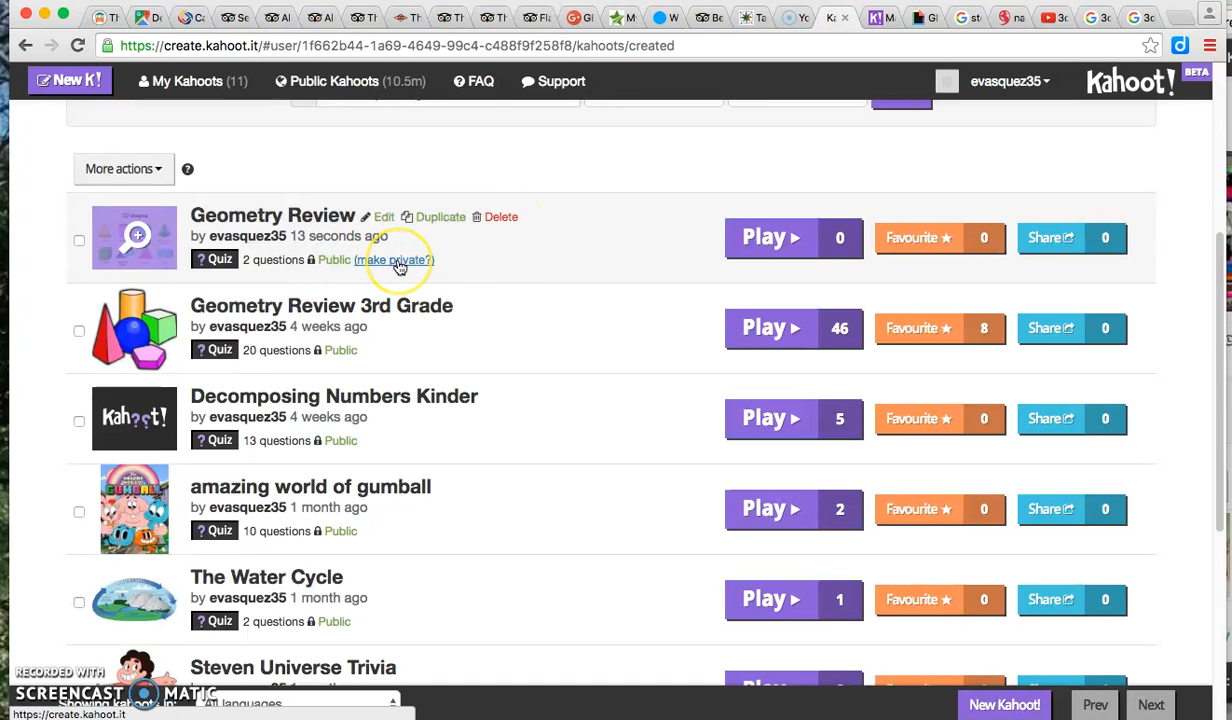 https://create.kahoot.it/#user/1f662b44-1a69-4649-99c4-c488f9f258f8/kahoots/created
New K!
My Kahoots (11)
Public Kahoots (10.5m)
FAQ
Support
evasquez35
Kahoot!
BETA
More actions
Geometry Review Edit Duplicate Delete
by evasquez35 13 seconds ago
? Quiz 2 questions Public (make private?)
Play 0
Favourite 0
Share 0
Geometry Review 3rd Grade
by evasquez35 4 weeks ago
? Quiz 20 questions Public
Play 46
Favourite 8
Share 0
Kahoot!
Decomposing Numbers Kinder
by evasquez35 4 weeks ago
? Quiz 13 questions Public
Play 5
Favourite 0
Share 0
amazing world of gumball
by evasquez35 1 month ago
? Quiz 10 questions Public
Play 2
Favourite 0
Share 0
The Water Cycle
by evasquez35 1 month ago
? Quiz 2 questions Public
Play 1
Favourite 0
Share 0
Steven Universe Trivia
RECORDED WITH
SCREENCAST MATIC
Showing kahoots in: All languages
New Kahoot!
Prev
Next
https://create.kahoot.it